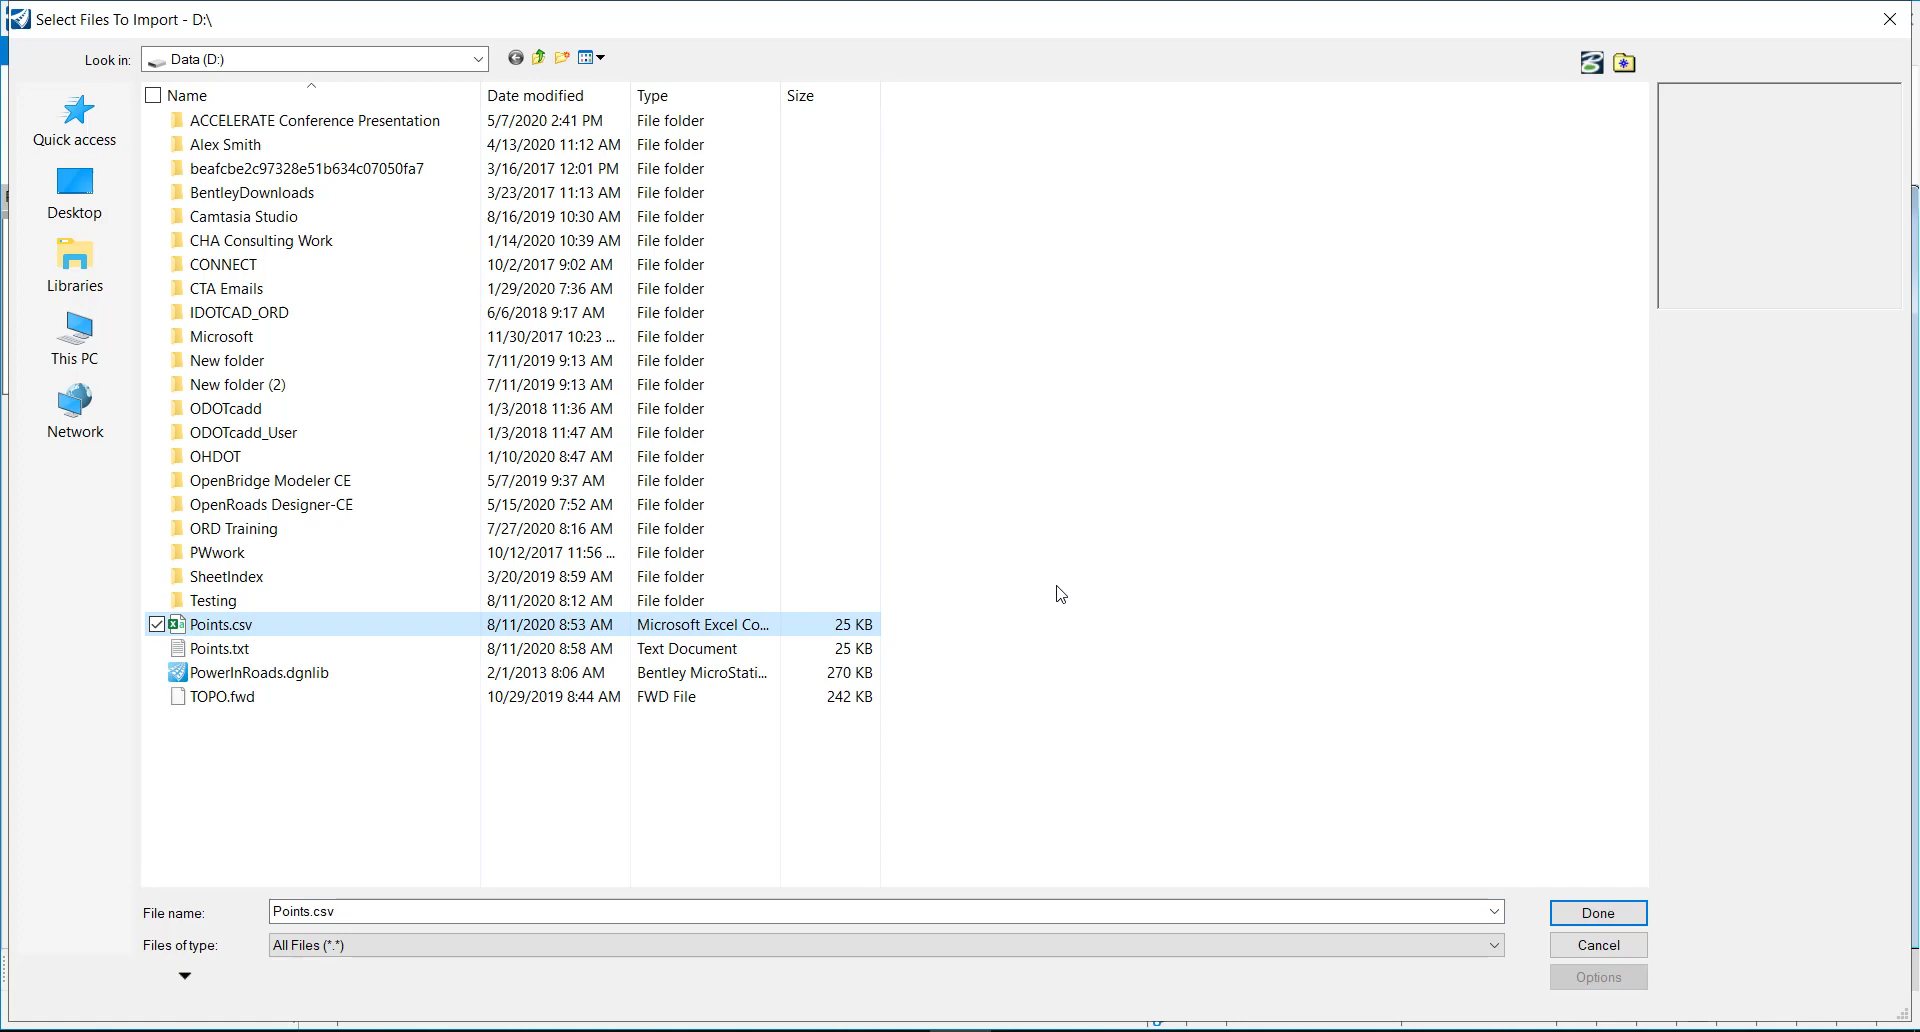 Select Files To Import - D:\
Look in: Data (D:)
Quick access
Desktop
Libraries
This PC
Network
Name Date modified Type Size
ACCELERATE Conference Presentation 5/7/2020 2:41 PM File folder
Alex Smith 4/13/2020 11:12 AM File folder
beafcbe2c97328e51b634c07050fa7 3/16/2017 12:01 PM File folder
BentleyDownloads 3/23/2017 11:13 AM File folder
Camtasia Studio 8/16/2019 10:30 AM File folder
CHA Consulting Work 1/14/2020 10:39 AM File folder
CONNECT 10/2/2017 9:02 AM File folder
CTA Emails 1/29/2020 7:36 AM File folder
IDOTCAD_ORD 6/6/2018 9:17 AM File folder
Microsoft 11/30/2017 10:23 ... File folder
New folder 7/11/2019 9:13 AM File folder
New folder (2) 7/11/2019 9:13 AM File folder
ODOTcadd 1/3/2018 11:36 AM File folder
ODOTcadd_User 1/3/2018 11:47 AM File folder
OHDOT 1/10/2020 8:47 AM File folder
OpenBridge Modeler CE 5/7/2019 9:37 AM File folder
OpenRoads Designer-CE 5/15/2020 7:52 AM File folder
ORD Training 7/27/2020 8:16 AM File folder
PWwork 10/12/2017 11:56 ... File folder
SheetIndex 3/20/2019 8:59 AM File folder
Testing 8/11/2020 8:12 AM File folder
Points.csv 8/11/2020 8:53 AM Microsoft Excel Co... 25 KB
Points.txt 8/11/2020 8:58 AM Text Document 25 KB
PowerInRoads.dgnlib 2/1/2013 8:06 AM Bentley MicroStati... 270 KB
TOPO.fwd 10/29/2019 8:44 AM FWD File 242 KB
File name: Points.csv Done
Files of type: All Files (*.*) Cancel
Options